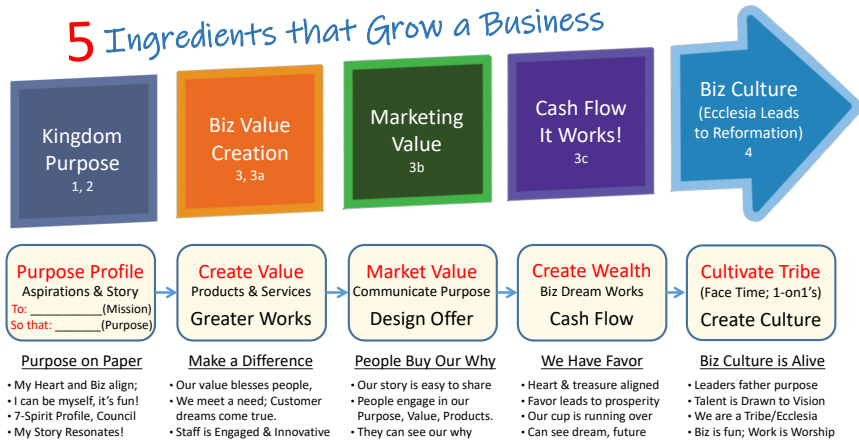 5 Ingredients that Grow a Business
Kingdom
Purpose
1, 2
Biz Value
Creation
3, 3a
Marketing
Value
3b
Cash Flow
It Works!
3c
Biz Culture
(Ecclesia Leads
to Reformation)
4
Purpose Profile
Aspirations & Story
To: ________(Mission)
So that: _______(Purpose)
Create Value
Products & Services
Greater Works
Market Value
Communicate Purpose
Design Offer
Create Wealth
Biz Dream Works
Cash Flow
Cultivate Tribe
(Face Time; 1-on1's)
Create Culture
Purpose on Paper
• My Heart and Biz align;
• I can be myself, it's fun!
• 7-Spirit Profile, Council
• My Story Resonates!
Make a Difference
• Our value blesses people,
• We meet a need; Customer
dreams come true.
• Staff is Engaged & Innovative
People Buy Our Why
• Our story is easy to share
• People engage in our
Purpose, Value, Products.
• They can see our why
We Have Favor
• Heart & treasure aligned
• Favor leads to prosperity
• Our cup is running over
• Can see dream, future
Biz Culture is Alive
• Leaders father purpose
• Talent is Drawn to Vision
• We are a Tribe/Ecclesia
• Biz is fun; Work is Worship